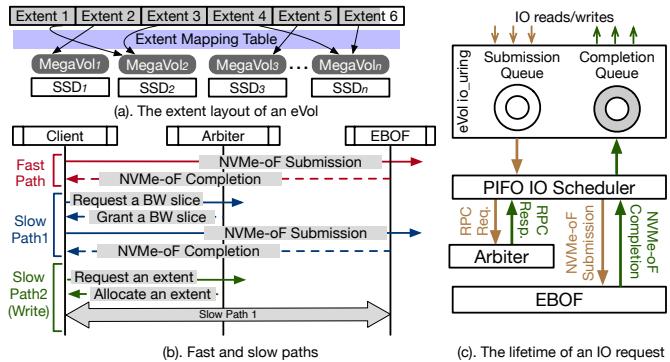 Extent 1 Extent 2 Extent 3 Extent 4 Extent 5 Extent 6
Extent Mapping Table
MegaVol1 MegaVol2 MegaVol3 ... MegaVoln
SSD1 SSD2 SSD3 SSDn
(a). The extent layout of an eVol
Client Arbiter EBOF
Fast
Path
NVMe-oF Submission
NVMe-oF Completion
Slow
Path1
Request a BW slice
Grant a BW slice
NVMe-oF Submission
NVMe-oF Completion
Slow
Path2
(Write)
Request an extent
Allocate an extent
Slow Path 1
(b). Fast and slow paths
IO reads/writes
eVol io_uring
Submission
Queue
Completion
Queue
PIFO IO Scheduler
RPC
Req.
RPC
Resp.
NVMe-oF
Submission
NVMe-oF
Completion
Arbiter
EBOF
(c). The lifetime of an IO request